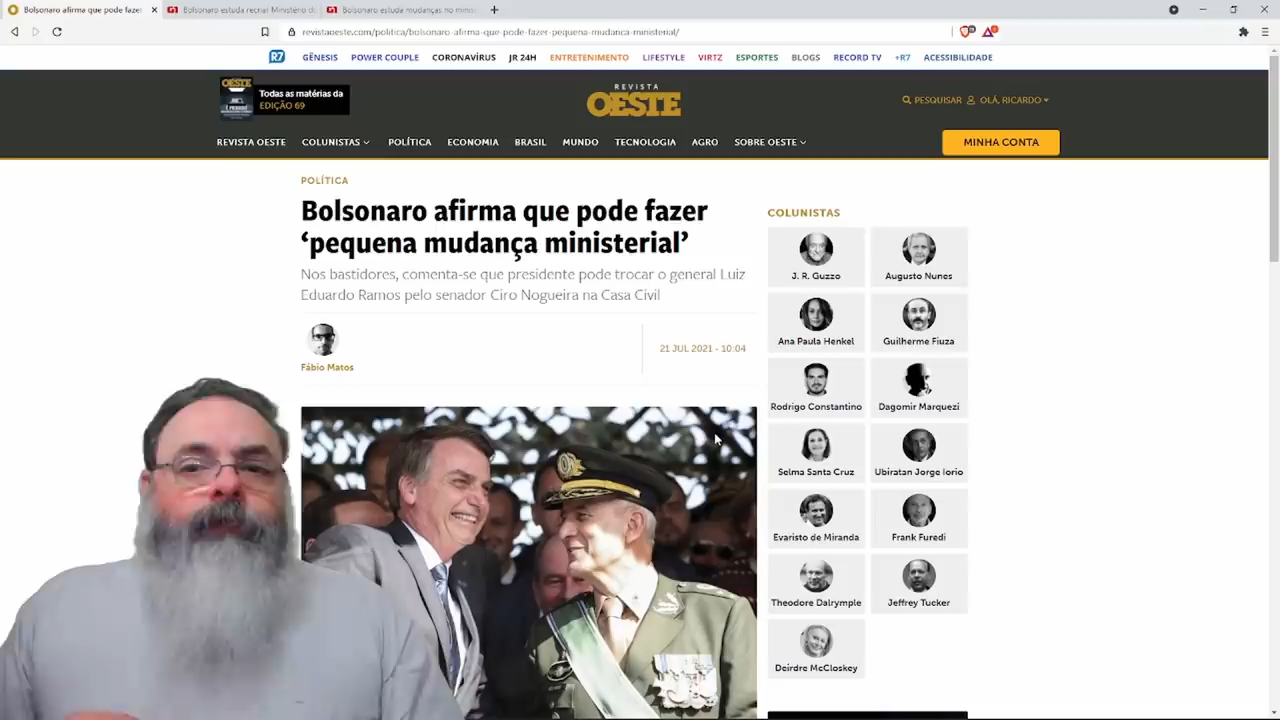 Bolsonaro afirma que pode fazer
Bolsonaro estuda recriar Ministério d
Bolsonaro estuda mudanças no minis
revistaoeste.com/politica/bolsonaro-afirma-que-pode-fazer-pequena-mudanca-ministerial/
R7 GÊNESIS POWER COUPLE CORONAVÍRUS JR 24H ENTRETENIMENTO LIFESTYLE VIRTZ ESPORTES BLOGS RECORD TV +R7 ACESSIBILIDADE
OESTE
Todas as matérias da
EDIÇÃO 69
REVISTA
OESTE
PESQUISAR OLÁ, RICARDO
REVISTA OESTE COLUNISTAS POLÍTICA ECONOMIA BRASIL MUNDO TECNOLOGIA AGRO SOBRE OESTE MINHA CONTA
POLÍTICA
Bolsonaro afirma que pode fazer
‘pequena mudança ministerial’
Nos bastidores, comenta-se que presidente pode trocar o general Luiz
Eduardo Ramos pelo senador Ciro Nogueira na Casa Civil
Fábio Matos
21 JUL 2021 - 10:04
COLUNISTAS
J. R. Guzzo
Augusto Nunes
Ana Paula Henkel
Guilherme Fiuza
Rodrigo Constantino
Dagomir Marquezi
Selma Santa Cruz
Ubiratan Jorge Iorio
Evaristo de Miranda
Frank Furedi
Theodore Dalrymple
Jeffrey Tucker
Deirdre McCloskey